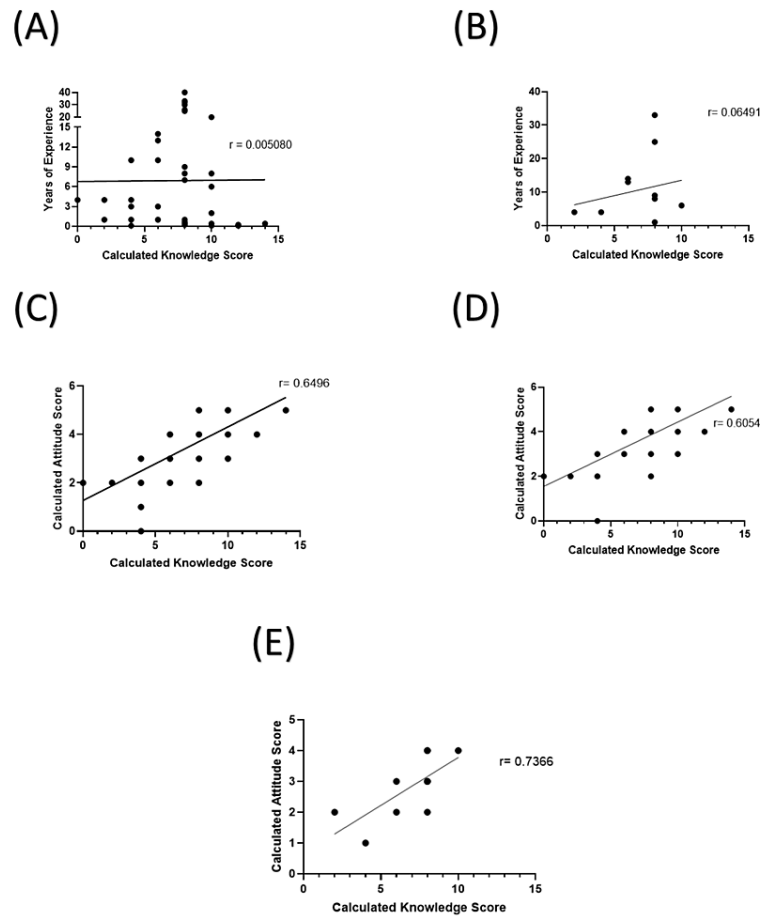 (A)
(B)
Years of Experience
40
30
20
15
12
9
6
3
0
r = 0.005080
0
5
10
15
Calculated Knowledge Score
Years of Experience
40
30
20
10
0
r= 0.06491
0
5
10
15
Calculated Knowledge Score
(C)
(D)
Calculated Attitude Score
6
4
2
0
r= 0.6496
0
5
10
15
Calculated Knowledge Score
Calculated Attitude Score
6
4
2
0
r= 0.6054
0
5
10
15
Calculated Knowledge Score
(E)
Calculated Attitude Score
5
4
3
2
1
0
r= 0.7366
0
5
10
15
Calculated Knowledge Score